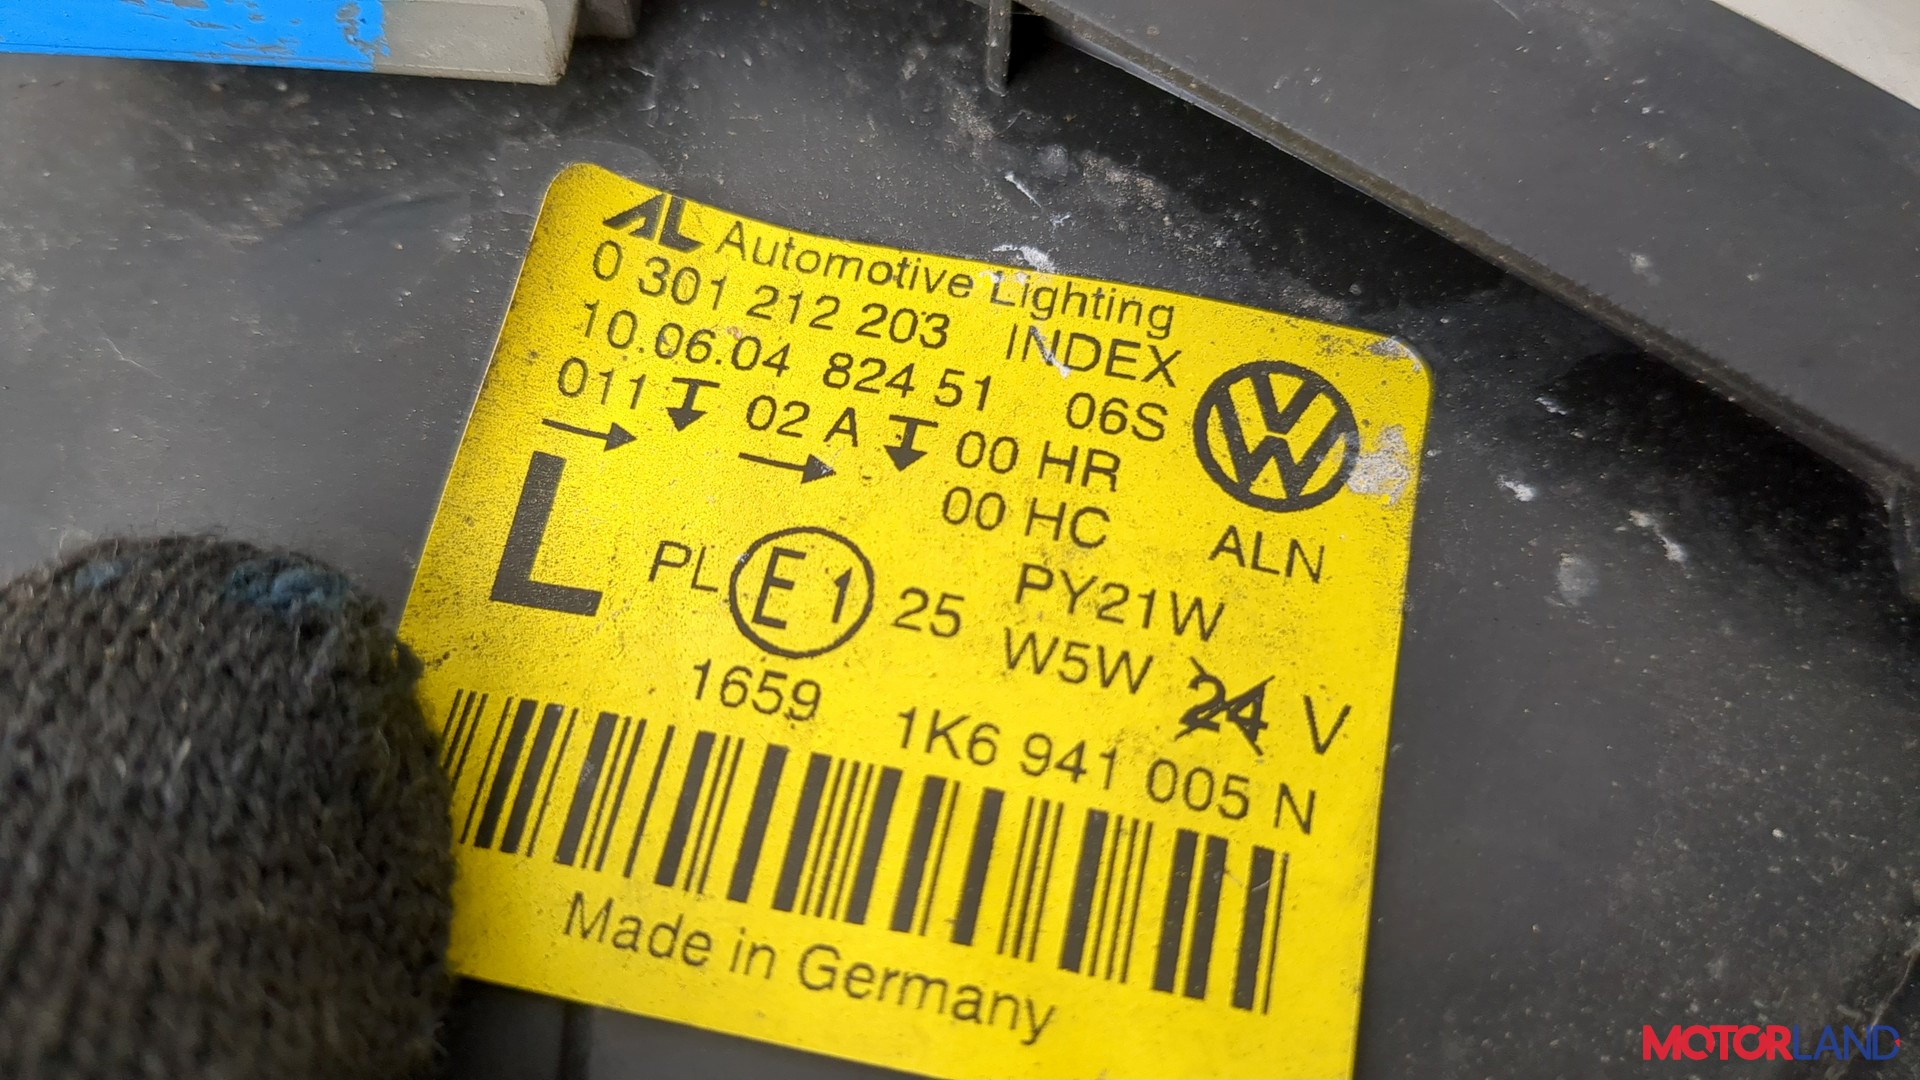 AL Automotive Lighting
0 301 212 203 INDEX
10.06.04 824 51 06S
011 02 A 00 HR
00 HC
ALN
L
PL E1 25 PY21W
W5W 24 V
1659 1K6 941 005 N
Made in Germany
MOTORLAND